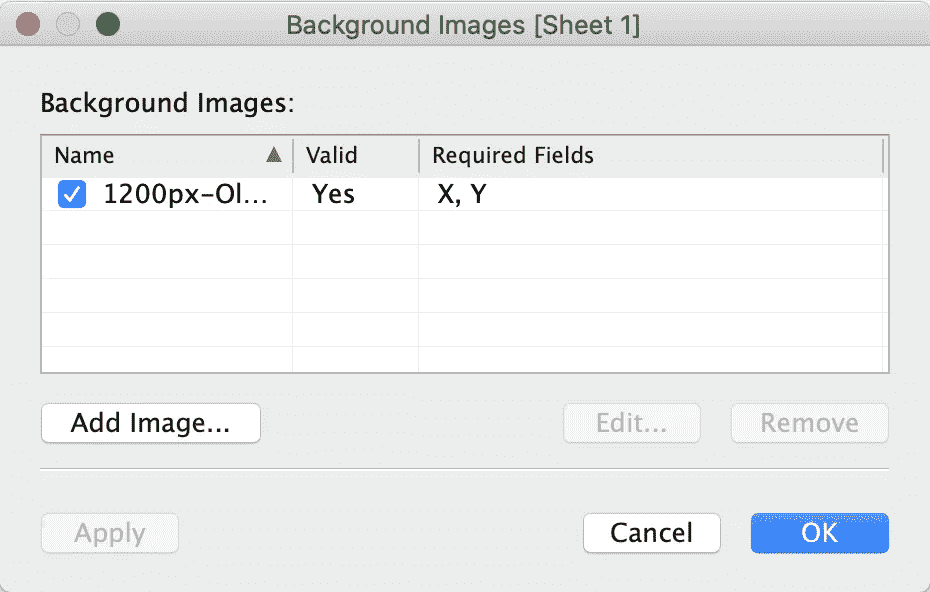 Background Images [Sheet 1]
Background Images:
Name Valid Required Fields
1200px-Ol... Yes X, Y
Add Image... Edit... Remove
Apply Cancel OK